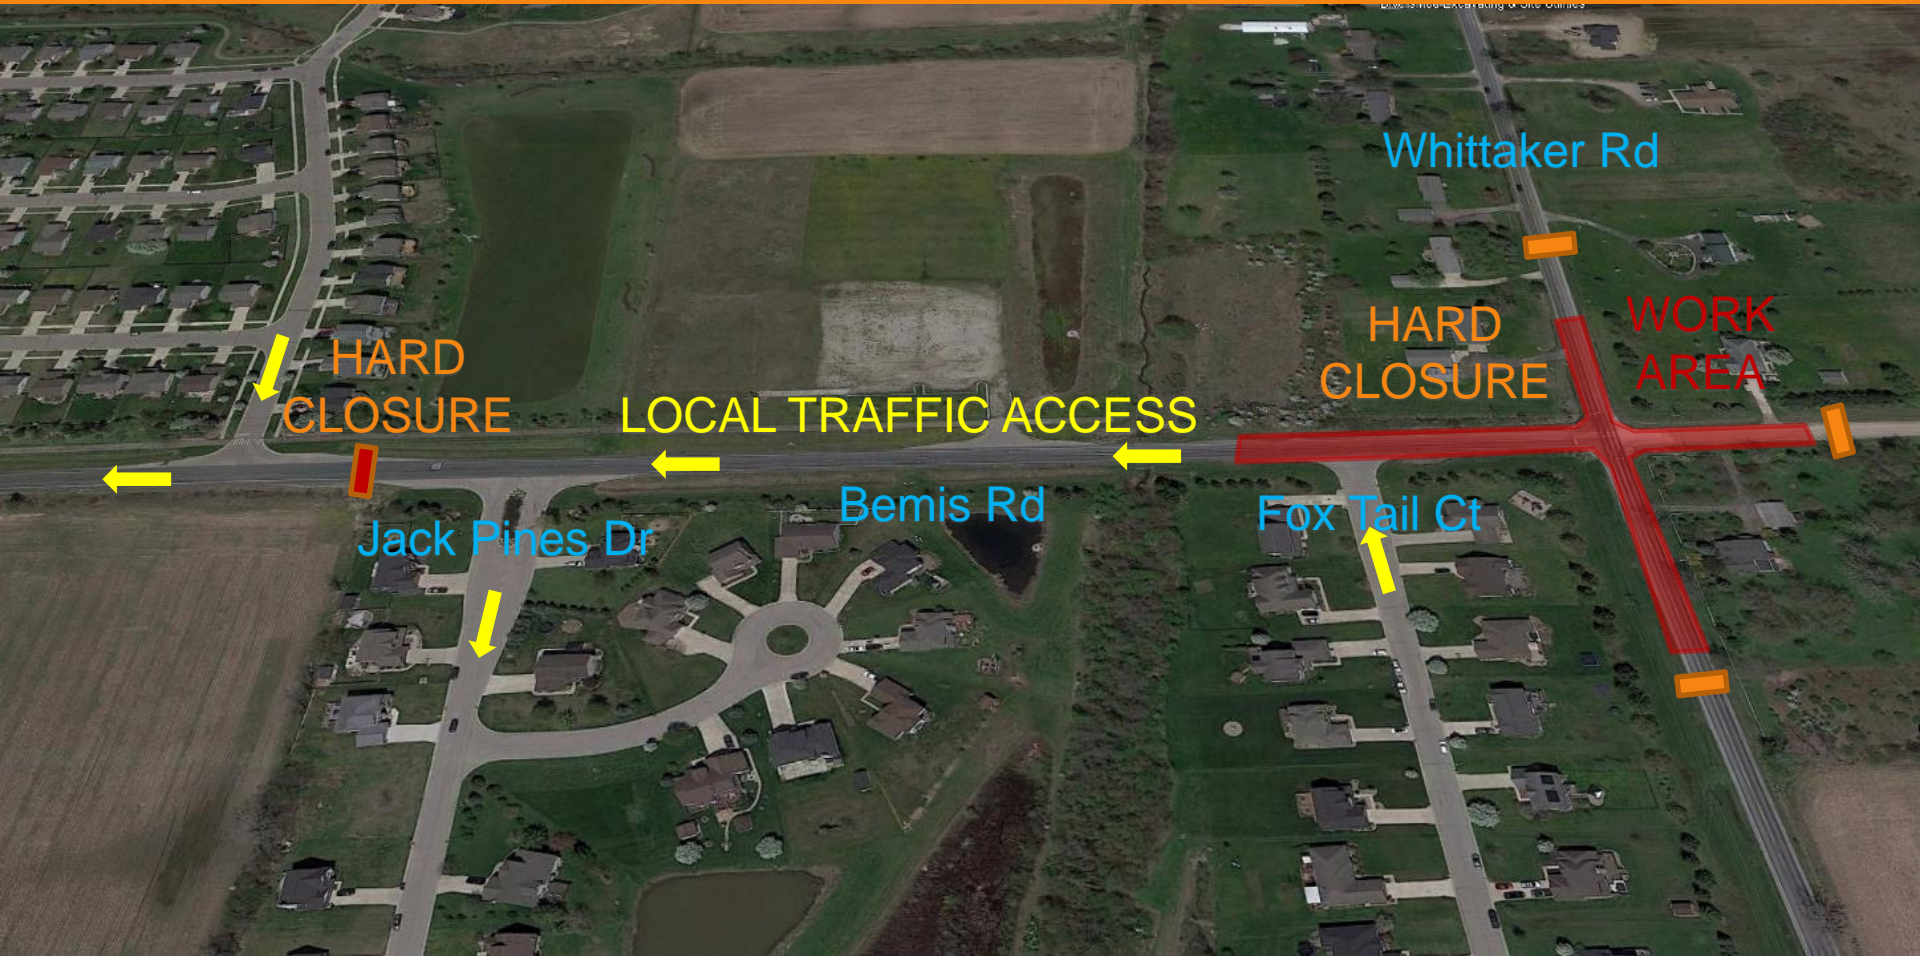 Whittaker Rd
HARD
CLOSURE
WORK
AREA
HARD
CLOSURE
LOCAL TRAFFIC ACCESS
Bemis Rd
Fox Tail Ct
Jack Pines Dr